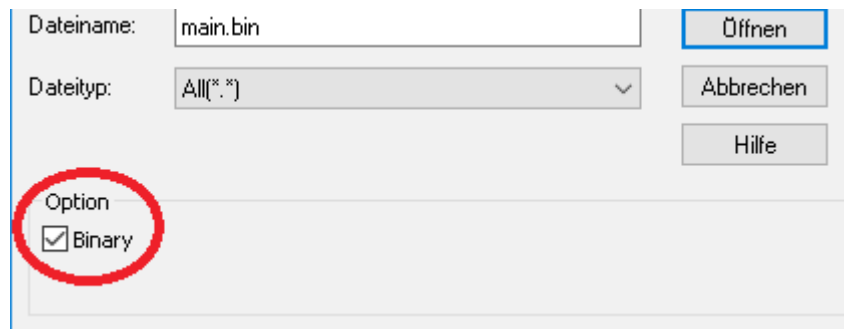 Dateiname: main.bin Öffnen
Dateityp: All(*.*) Abbrechen
Hilfe
Option
Binary